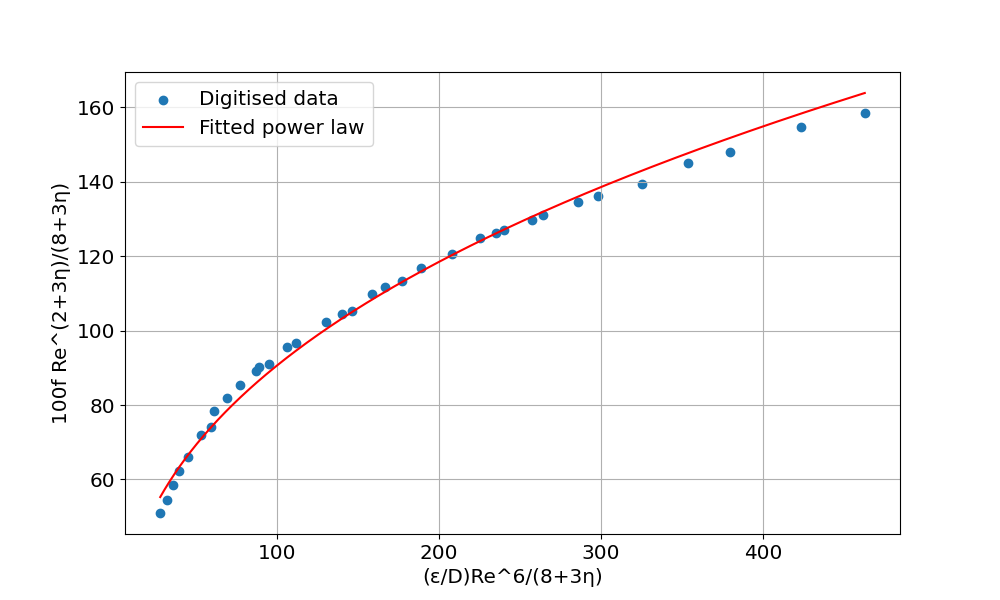 Digitised data
Fitted power law
160
140
120
100
80
60
100f Re^(2+3η)/(8+3η)
100
200
300
400
(ε/D)Re^6/(8+3η)